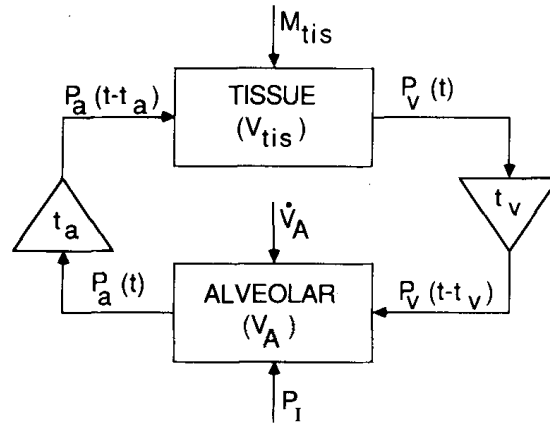 M_tis
P_a (t-t_a)
TISSUE
(V_tis)
P_v (t)
t_a
t_v
V̇_A
P_a (t)
ALVEOLAR
(V_A)
P_v (t-t_v)
P_I